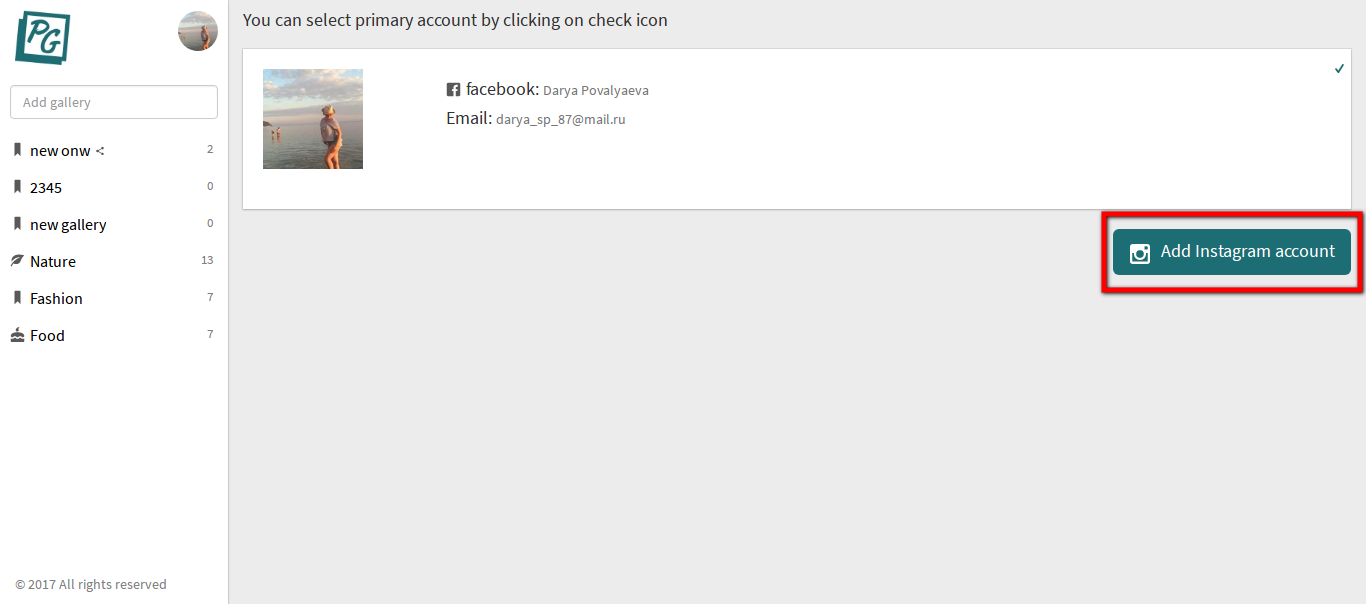 PG
Add gallery
new onw 2
2345 0
new gallery 0
Nature 13
Fashion 7
Food 7
© 2017 All rights reserved
You can select primary account by clicking on check icon
facebook: Darya Povalyaeva
Email: darya_sp_87@mail.ru
Add Instagram account